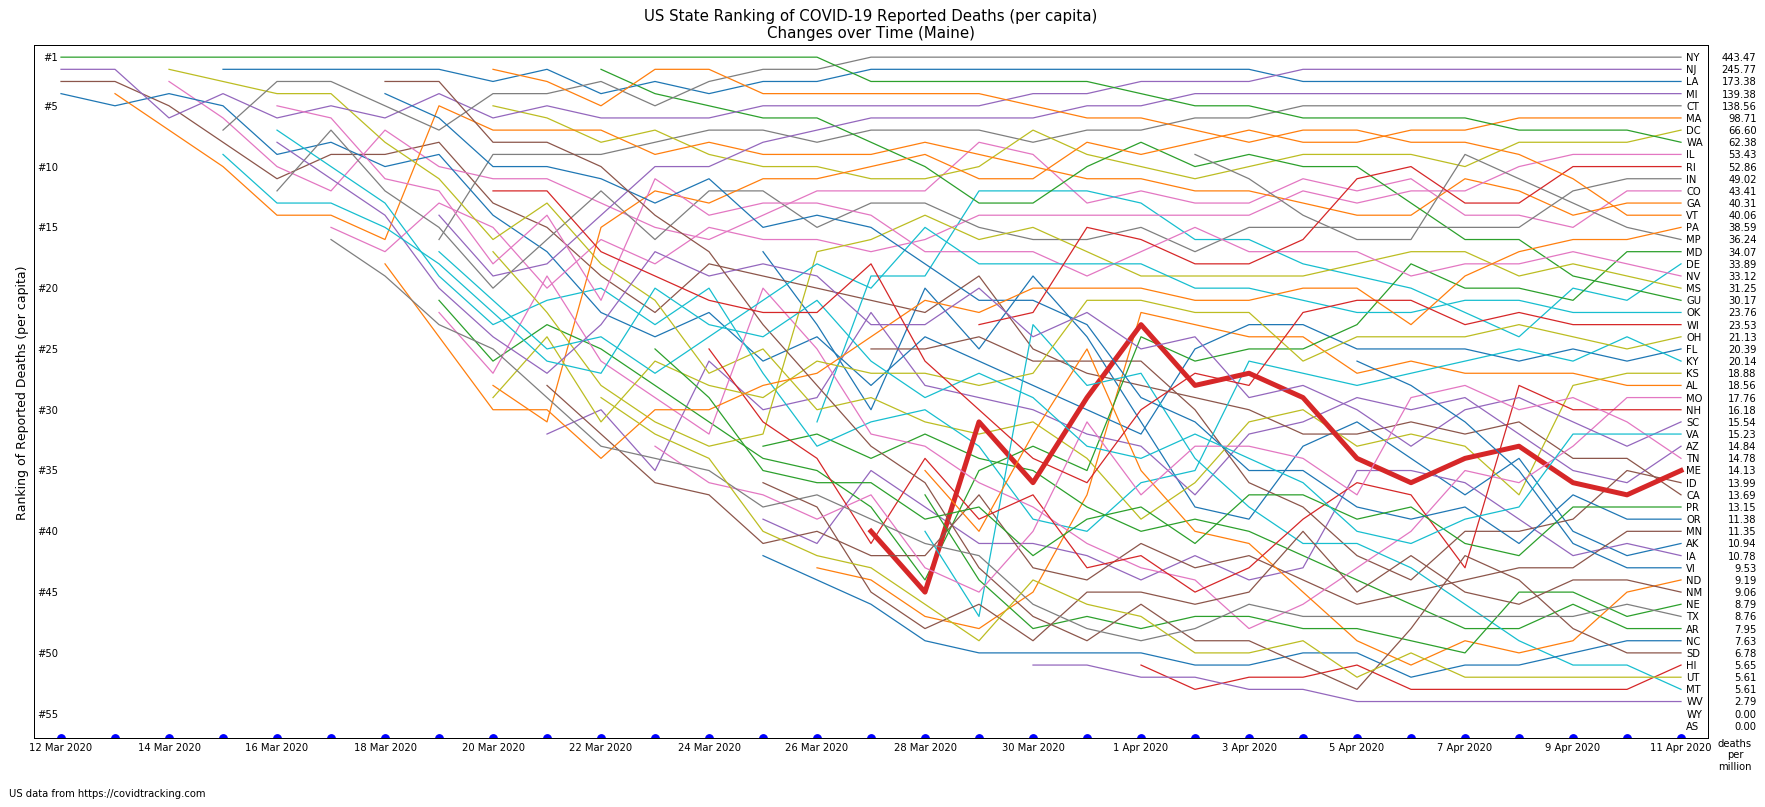 US State Ranking of COVID-19 Reported Deaths (per capita)
Changes over Time (Maine)
Ranking of Reported Deaths (per capita)
#1
#5
#10
#15
#20
#25
#30
#35
#40
#45
#50
#55
NY 443.47
NJ 245.77
LA 173.38
MI 139.38
CT 138.56
MA 98.71
DC 66.60
WA 62.38
IL 53.43
RI 52.86
IN 49.02
CO 43.41
GA 40.31
VT 40.06
PA 38.59
MP 36.24
MD 34.07
DE 33.89
NV 33.12
MS 31.25
GU 30.17
OK 23.76
WI 23.53
OH 21.13
FL 20.39
KY 20.14
KS 18.88
AL 18.56
MO 17.76
NH 16.18
SC 15.54
VA 15.23
AZ 14.84
TN 14.78
ME 14.13
ID 13.99
CA 13.69
PR 13.15
OR 11.38
MN 11.35
AK 10.94
IA 10.78
VI 9.53
ND 9.19
NM 9.06
NE 8.79
TX 8.76
AR 7.95
NC 7.63
SD 6.78
HI 5.65
UT 5.61
MT 5.61
WV 2.79
WY 0.00
AS 0.00
12 Mar 2020 14 Mar 2020 16 Mar 2020 18 Mar 2020 20 Mar 2020 22 Mar 2020 24 Mar 2020 26 Mar 2020 28 Mar 2020 30 Mar 2020 1 Apr 2020 3 Apr 2020 5 Apr 2020 7 Apr 2020 9 Apr 2020 11 Apr 2020
deaths
per
million
US data from https://covidtracking.com